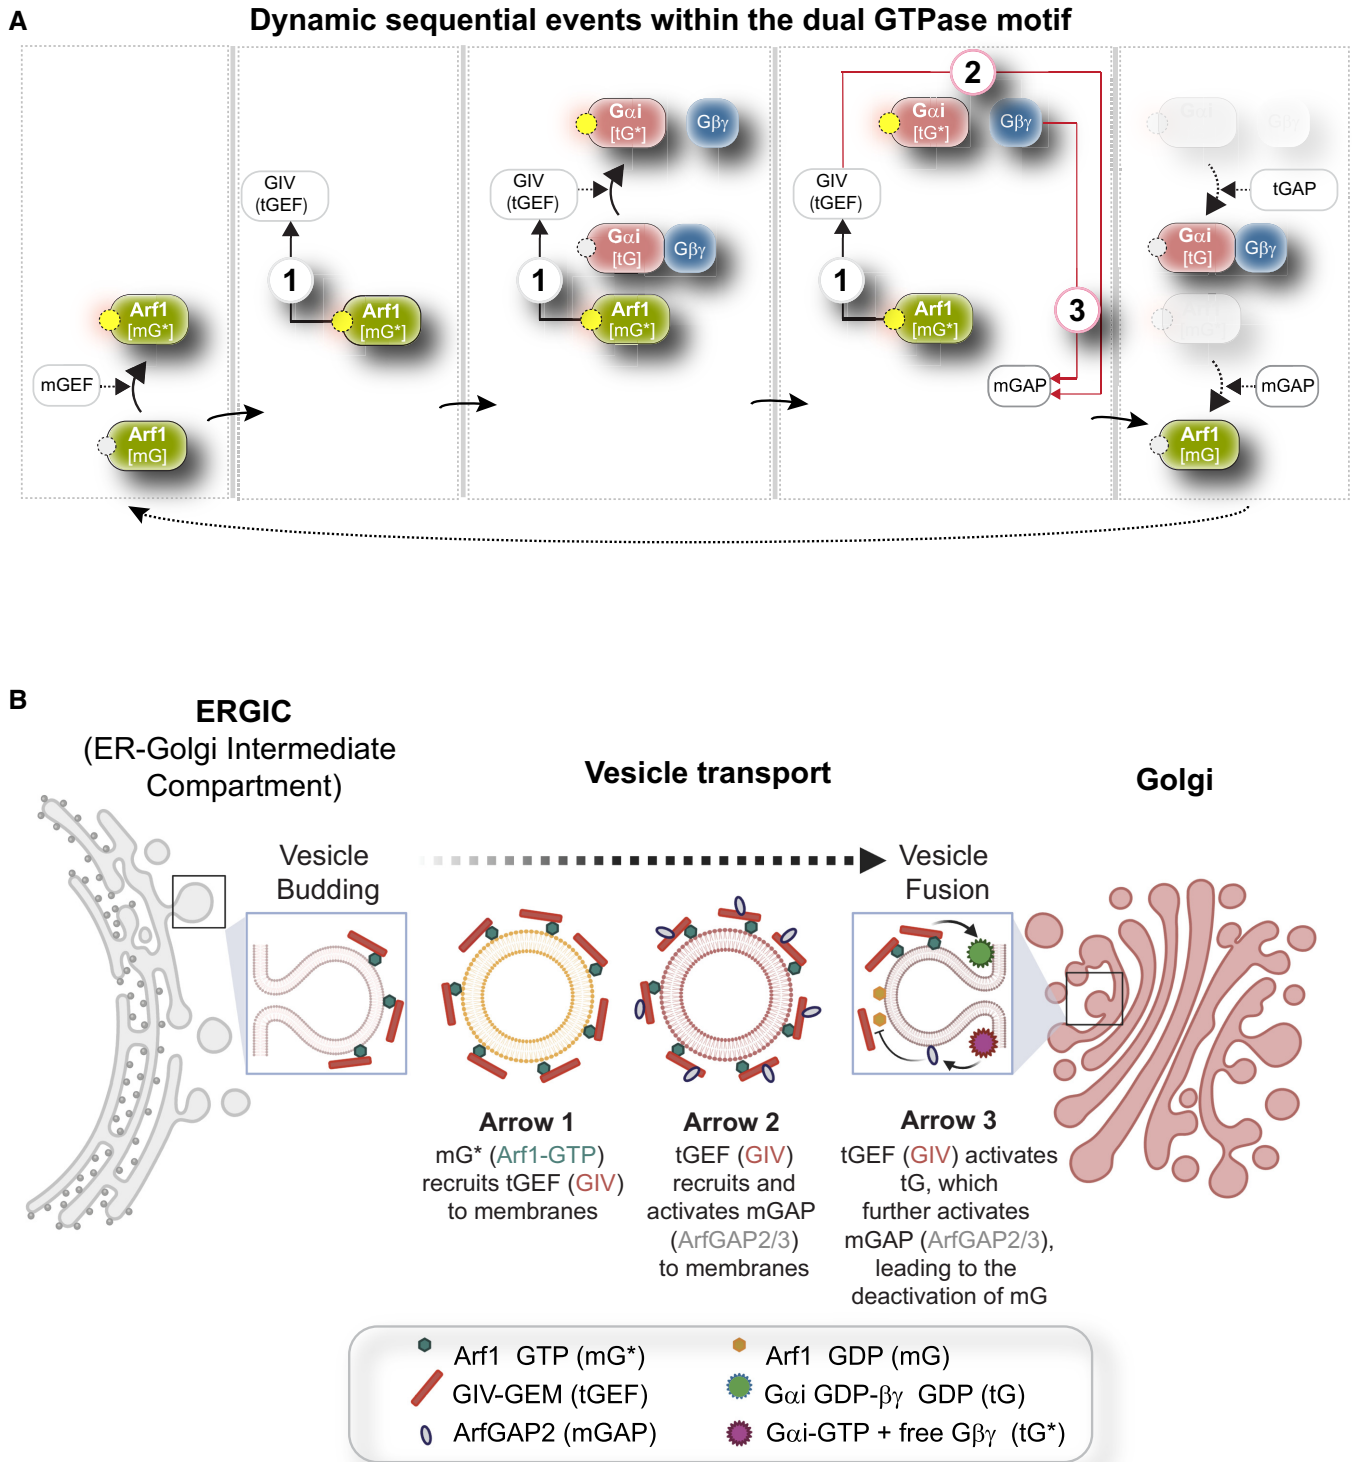 A
Dynamic sequential events within the dual GTPase motif
Arf1
[mG*]
mGEF
Arf1
[mG]
GIV
(tGEF)
1
Arf1
[mG*]
Gαi
[tG*]
Gβγ
GIV
(tGEF)
Gαi
[tG]
Gβγ
1
Arf1
[mG*]
2
Gαi
[tG*]
Gβγ
GIV
(tGEF)
1
Arf1
[mG*]
3
mGAP
Gαi
Gβγ
tGAP
Gαi
[tG]
Gβγ
Arf1
[mG*]
mGAP
Arf1
[mG]
B
ERGIC
(ER-Golgi Intermediate
Compartment)
Vesicle transport
Golgi
Vesicle
Budding
Vesicle
Fusion
Arrow 1
mG* (Arf1-GTP)
recruits tGEF (GIV)
to membranes
Arrow 2
tGEF (GIV)
recruits and
activates mGAP
(ArfGAP2/3)
to membranes
Arrow 3
tGEF (GIV) activates
tG, which
further activates
mGAP (ArfGAP2/3),
leading to the
deactivation of mG
Arf1 GTP (mG*)
GIV-GEM (tGEF)
ArfGAP2 (mGAP)
Arf1 GDP (mG)
Gαi GDP-βγ GDP (tG)
Gαi-GTP + free Gβγ (tG*)